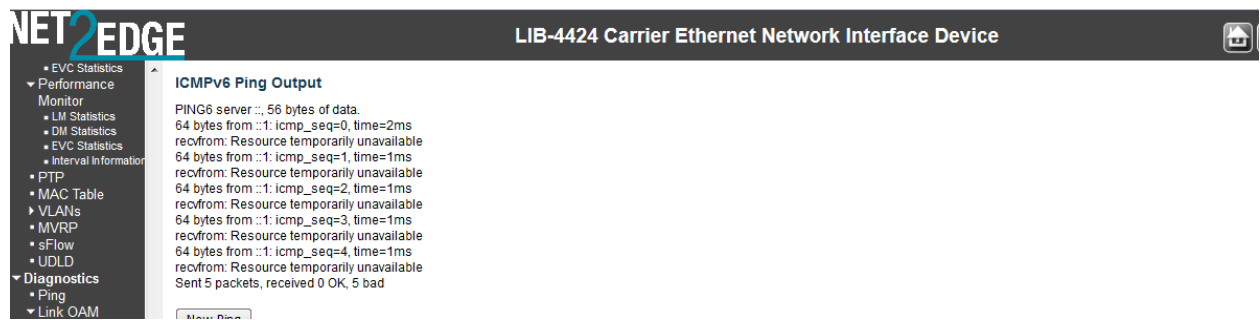 NET2EDGE
LIB-4424 Carrier Ethernet Network Interface Device
EVC Statistics
Performance
Monitor
LM Statistics
DM Statistics
EVC Statistics
Interval Information
PTP
MAC Table
VLANs
MVRP
sFlow
UDLD
Diagnostics
Ping
Link OAM
ICMPv6 Ping Output
PING6 server ::, 56 bytes of data.
64 bytes from ::1: icmp_seq=0, time=2ms
recvfrom: Resource temporarily unavailable
64 bytes from ::1: icmp_seq=1, time=1ms
recvfrom: Resource temporarily unavailable
64 bytes from ::1: icmp_seq=2, time=1ms
recvfrom: Resource temporarily unavailable
64 bytes from ::1: icmp_seq=3, time=1ms
recvfrom: Resource temporarily unavailable
64 bytes from ::1: icmp_seq=4, time=1ms
recvfrom: Resource temporarily unavailable
Sent 5 packets, received 0 OK, 5 bad
New Ping